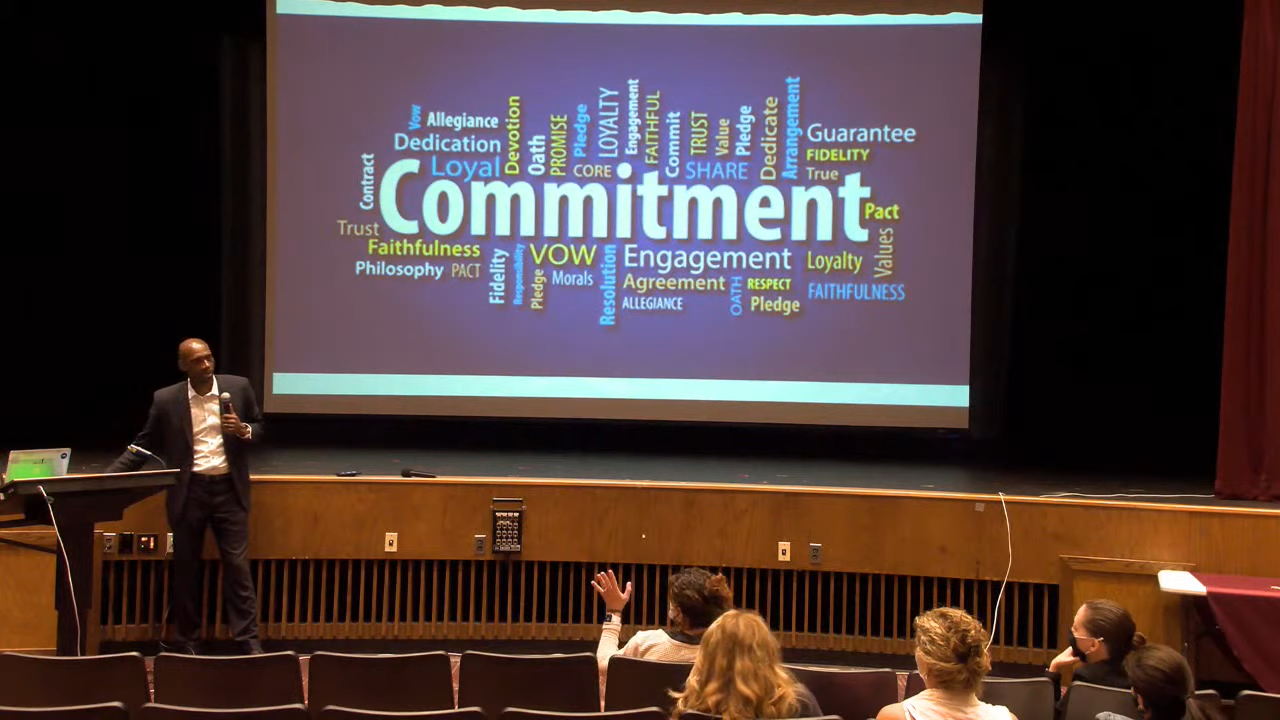 Vow
Allegiance
Devotion
Oath
PROMISE
Pledge
LOYALTY
Engagement
FAITHFUL
Commit
TRUST
Value
Pledge
Dedicate
Arrangement
Guarantee
Dedication
FIDELITY
Contract
Loyal
CORE
SHARE
True
Commitment
Pact
Trust
Faithfulness
Fidelity
Responsibility
VOW
Engagement
Loyalty
Values
Philosophy
PACT
Pledge
Morals
Resolution
Agreement
OATH
RESPECT
FAITHFULNESS
ALLEGIANCE
Pledge